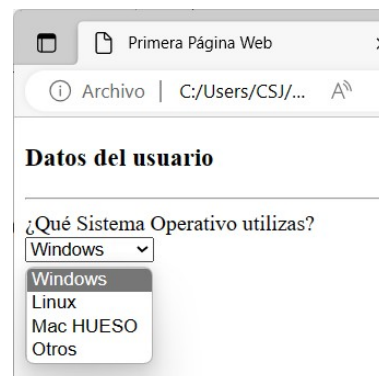 Primera Página Web
Archivo | C:/Users/CSJ/...
Datos del usuario
¿Qué Sistema Operativo utilizas?
Windows
Windows
Linux
Mac HUESO
Otros